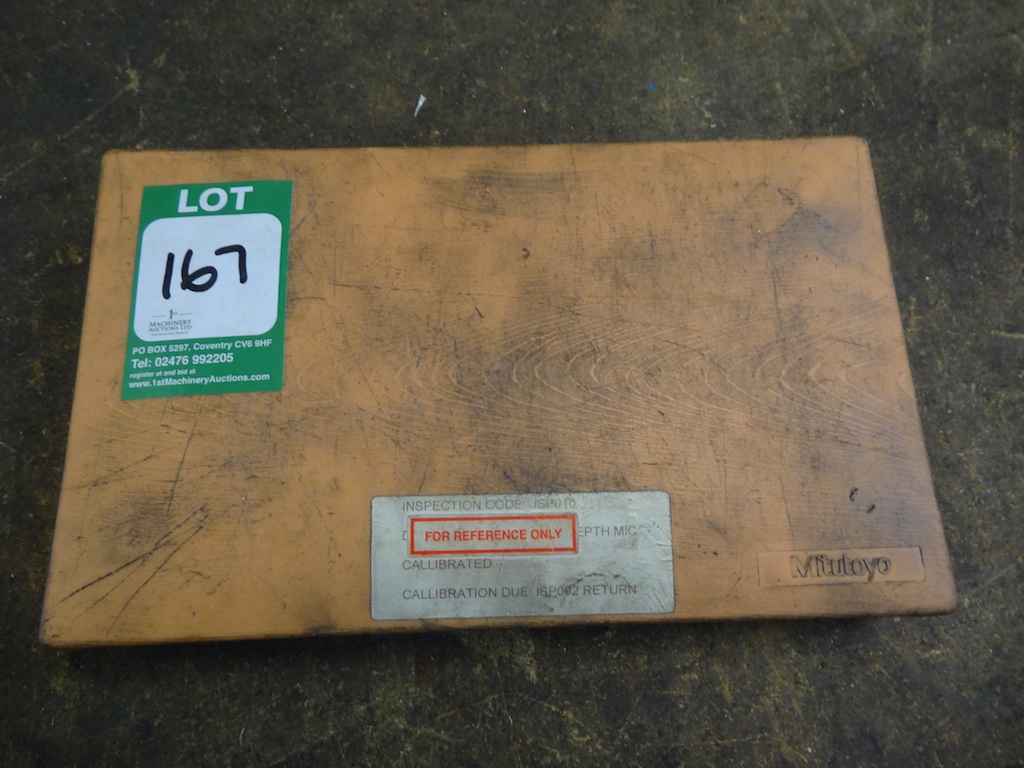 LOT
167
1st
MACHINERY
AUCTIONS LTD
PO BOX 5297, Coventry CV6 9HF
Tel: 02476 992205
register at and bid at
www.1stMachineryAuctions.com
INSPECTION CODE: ISP010
D EPTH MIC
FOR REFERENCE ONLY
CALLIBRATED:
CALLIBRATION DUE: ISP002 RETURN
Mitutoyo